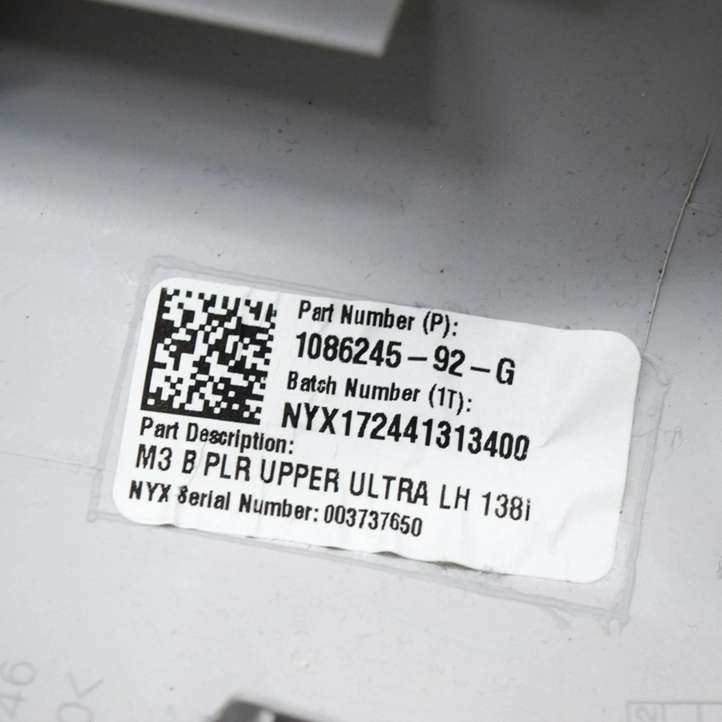 Part Number (P):
1086245-92-G
Batch Number (1T):
NYX172441313400
Part Description:
M3 B PLR UPPER ULTRA LH 138i
NYX Serial Number: 003737650
46